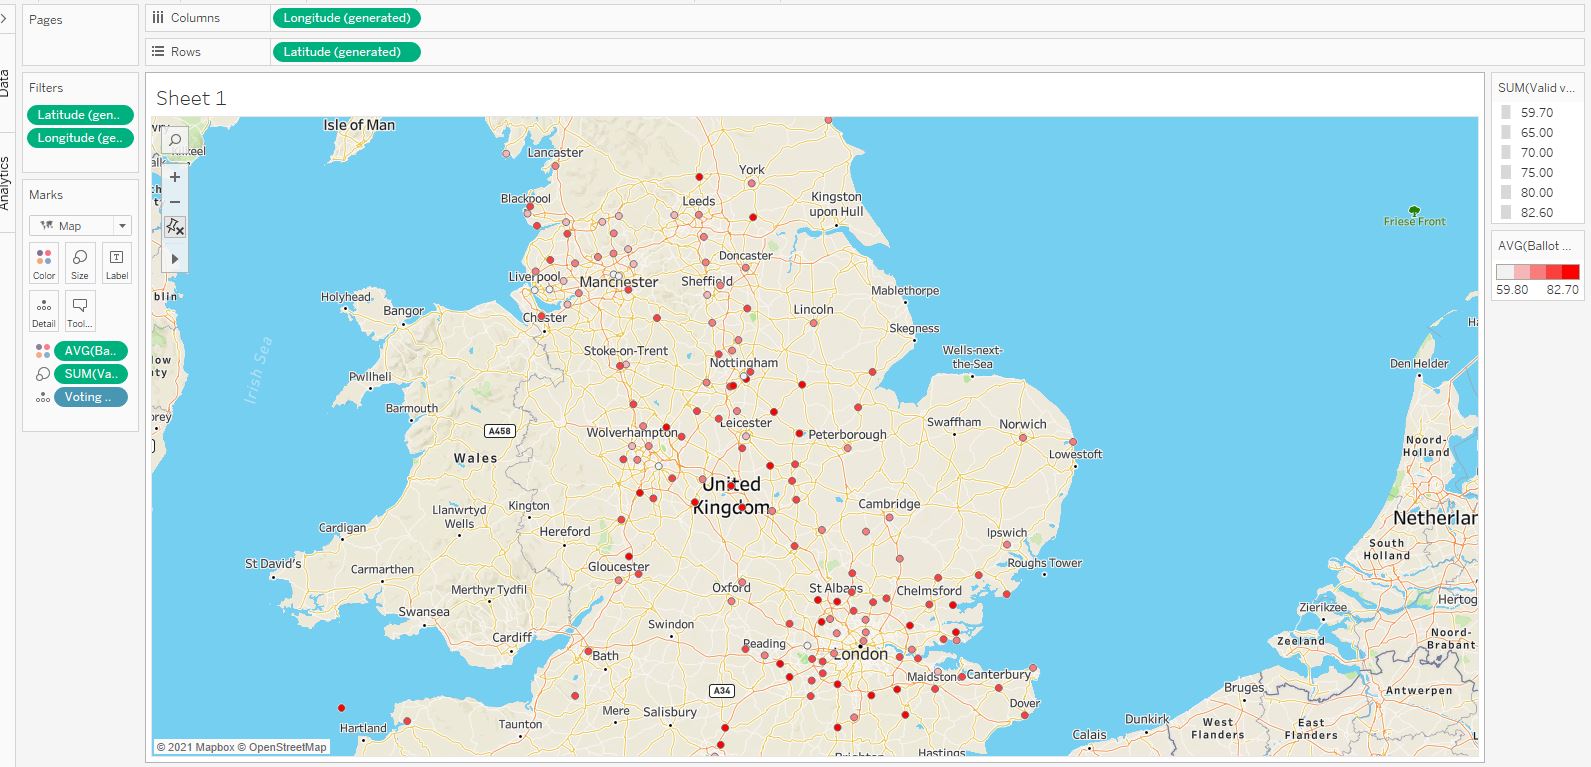 Pages
Columns
Longitude (generated)
Rows
Latitude (generated)
Data
Analytics
Filters
Latitude (gen..
Longitude (ge..
Marks
Map
Color
Size
Label
Detail
Tool...
AVG(Ba..
SUM(Va..
Voting ..
Sheet 1
Isle of Man
Lancaster
York
Blackpool
Leeds
Kingston
upon Hull
Liverpool
Manchester
Doncaster
Sheffield
Holyhead
Bangor
Chester
Lincoln
Mablethorpe
Skegness
Irish Sea
Stoke-on-Trent
Nottingham
Wells-next-
the-Sea
Pwllheli
Barmouth
A458
Wolverhampton
Leicester
Peterborough
Swaffham
Norwich
Lowestoft
Wales
United
Kingdom
Llanwrtyd
Wells
Kington
Hereford
Cambridge
Cardigan
Ipswich
St David's
Carmarthen
Gloucester
Roughs Tower
Merthyr Tydfil
Oxford
St Albans
Chelmsford
Swansea
Swindon
Cardiff
Reading
London
Bath
Maidstone
Canterbury
A34
Dover
Hartland
Taunton
Mere
Salisbury
Hastings
Friese Front
Den Helder
Noord-
Holland
Netherlan
South
Holland
Hertog
Zierikzee
Zeeland
Noord-
Brabant
Bruges
Antwerpen
Dunkirk
West
Flanders
East
Flanders
Calais
© 2021 Mapbox © OpenStreetMap
SUM(Valid v...
59.70
65.00
70.00
75.00
80.00
82.60
AVG(Ballot ...
59.80
82.70